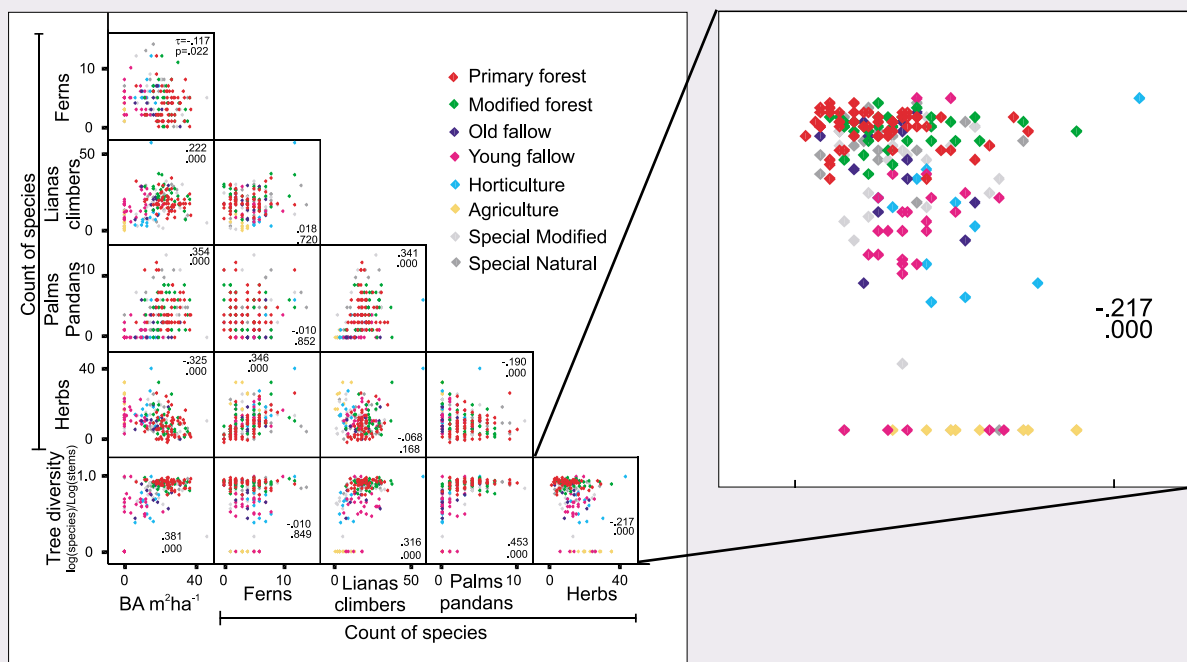 τ=-.117
p=.022
Ferns
10
0
Primary forest
Modified forest
Old fallow
Young fallow
Horticulture
Agriculture
Special Modified
Special Natural
Count of species
Lianas
climbers
50
0
.222
.000
.018
.720
Palms
Pandans
10
0
.354
.000
-.010
.852
.341
.000
Herbs
40
0
-.325
.000
.346
.000
-.068
.168
-.190
.000
Tree diversity
log(species)/Log(stems)
1.0
0
.381
.000
-.010
.849
.316
.000
.453
.000
-.217
.000
0 40
BA m²ha⁻¹
0 10
Ferns
0 50
Lianas
climbers
0 10
Palms
pandans
0 40
Herbs
Count of species
-.217
.000